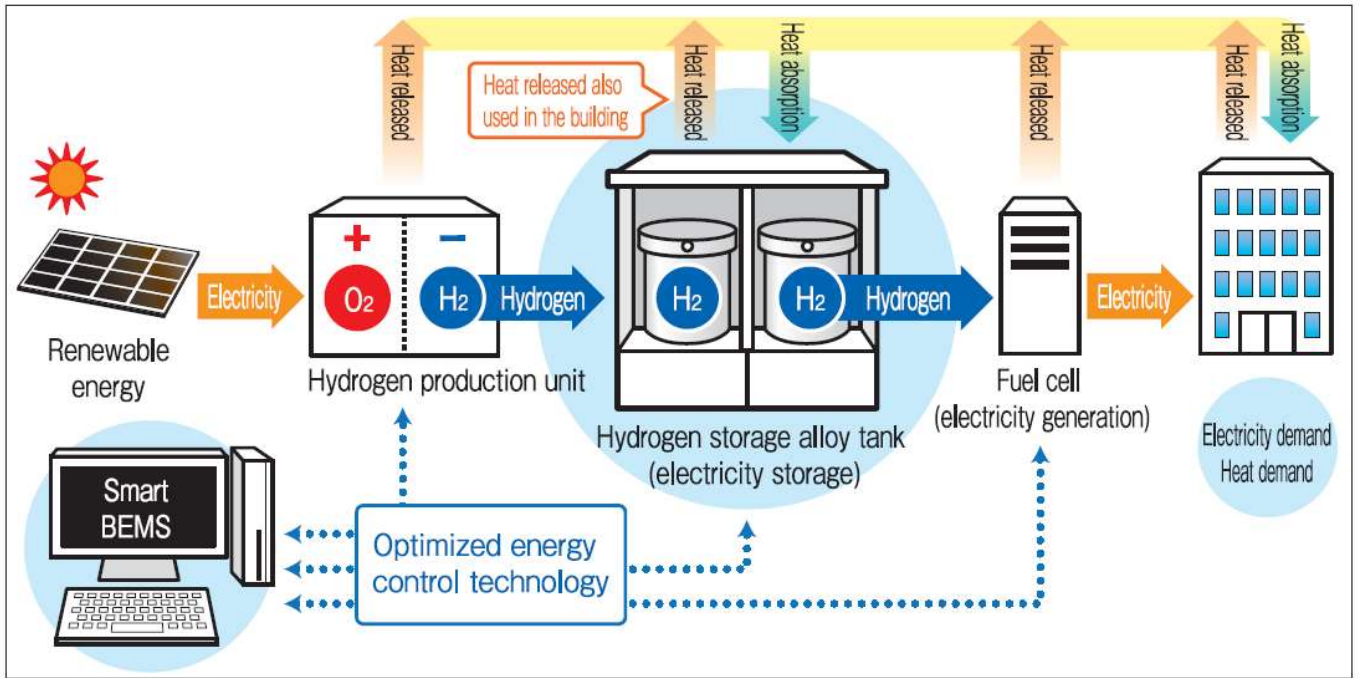 Heat released
Heat released also
used in the building
Heat released
Heat absorption
Heat released
Heat released
Heat absorption
Renewable
energy
Electricity
+
−
O2
H2
Hydrogen
Hydrogen production unit
H2
H2
Hydrogen
Hydrogen storage alloy tank
(electricity storage)
Fuel cell
(electricity generation)
Electricity
Electricity demand
Heat demand
Smart
BEMS
Optimized energy
control technology